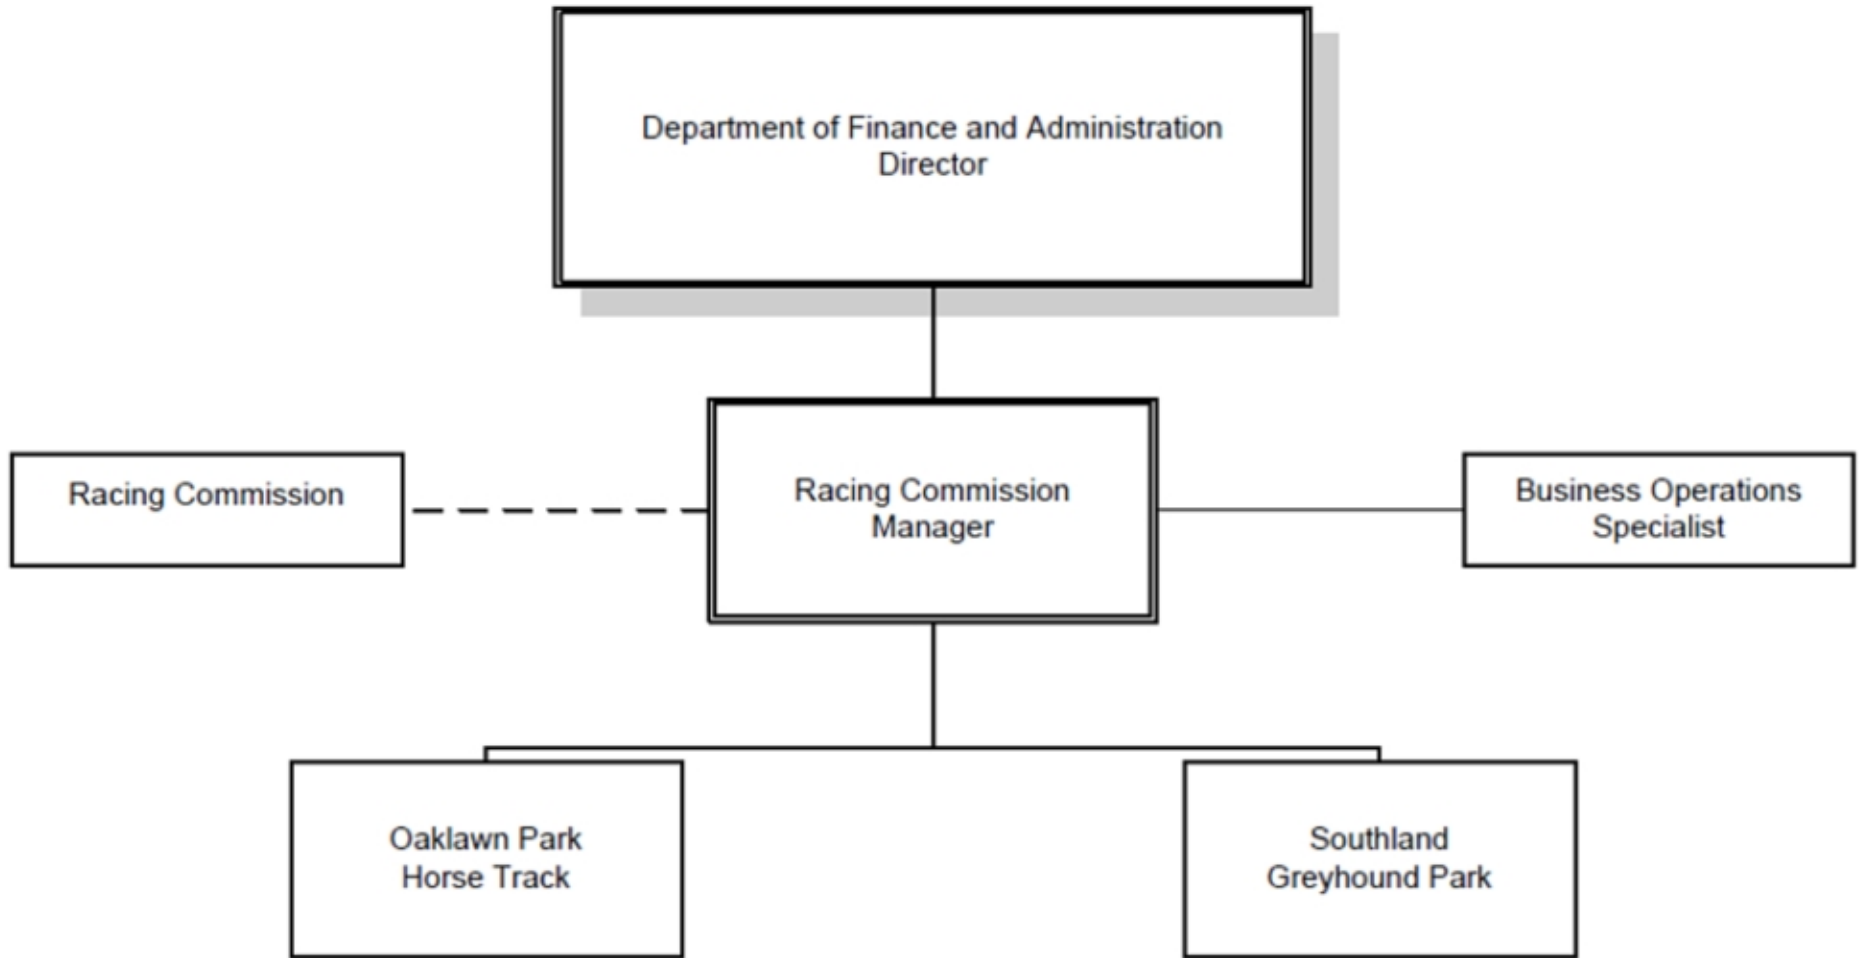 Department of Finance and Administration
Director
Racing Commission
Racing Commission
Manager
Business Operations
Specialist
Oaklawn Park
Horse Track
Southland
Greyhound Park